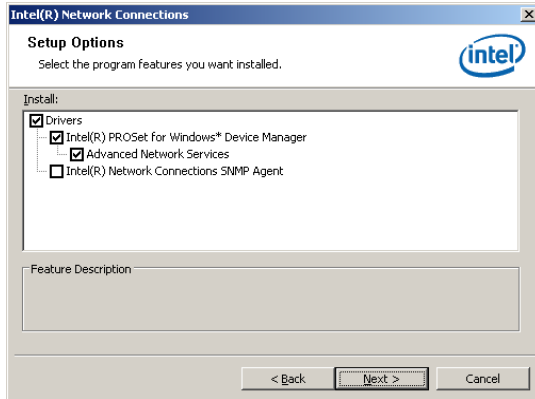 Intel(R) Network Connections
Setup Options
Select the program features you want installed.
intel
Install:
Drivers
Intel(R) PROSet for Windows* Device Manager
Advanced Network Services
Intel(R) Network Connections SNMP Agent
Feature Description
< Back
Next >
Cancel